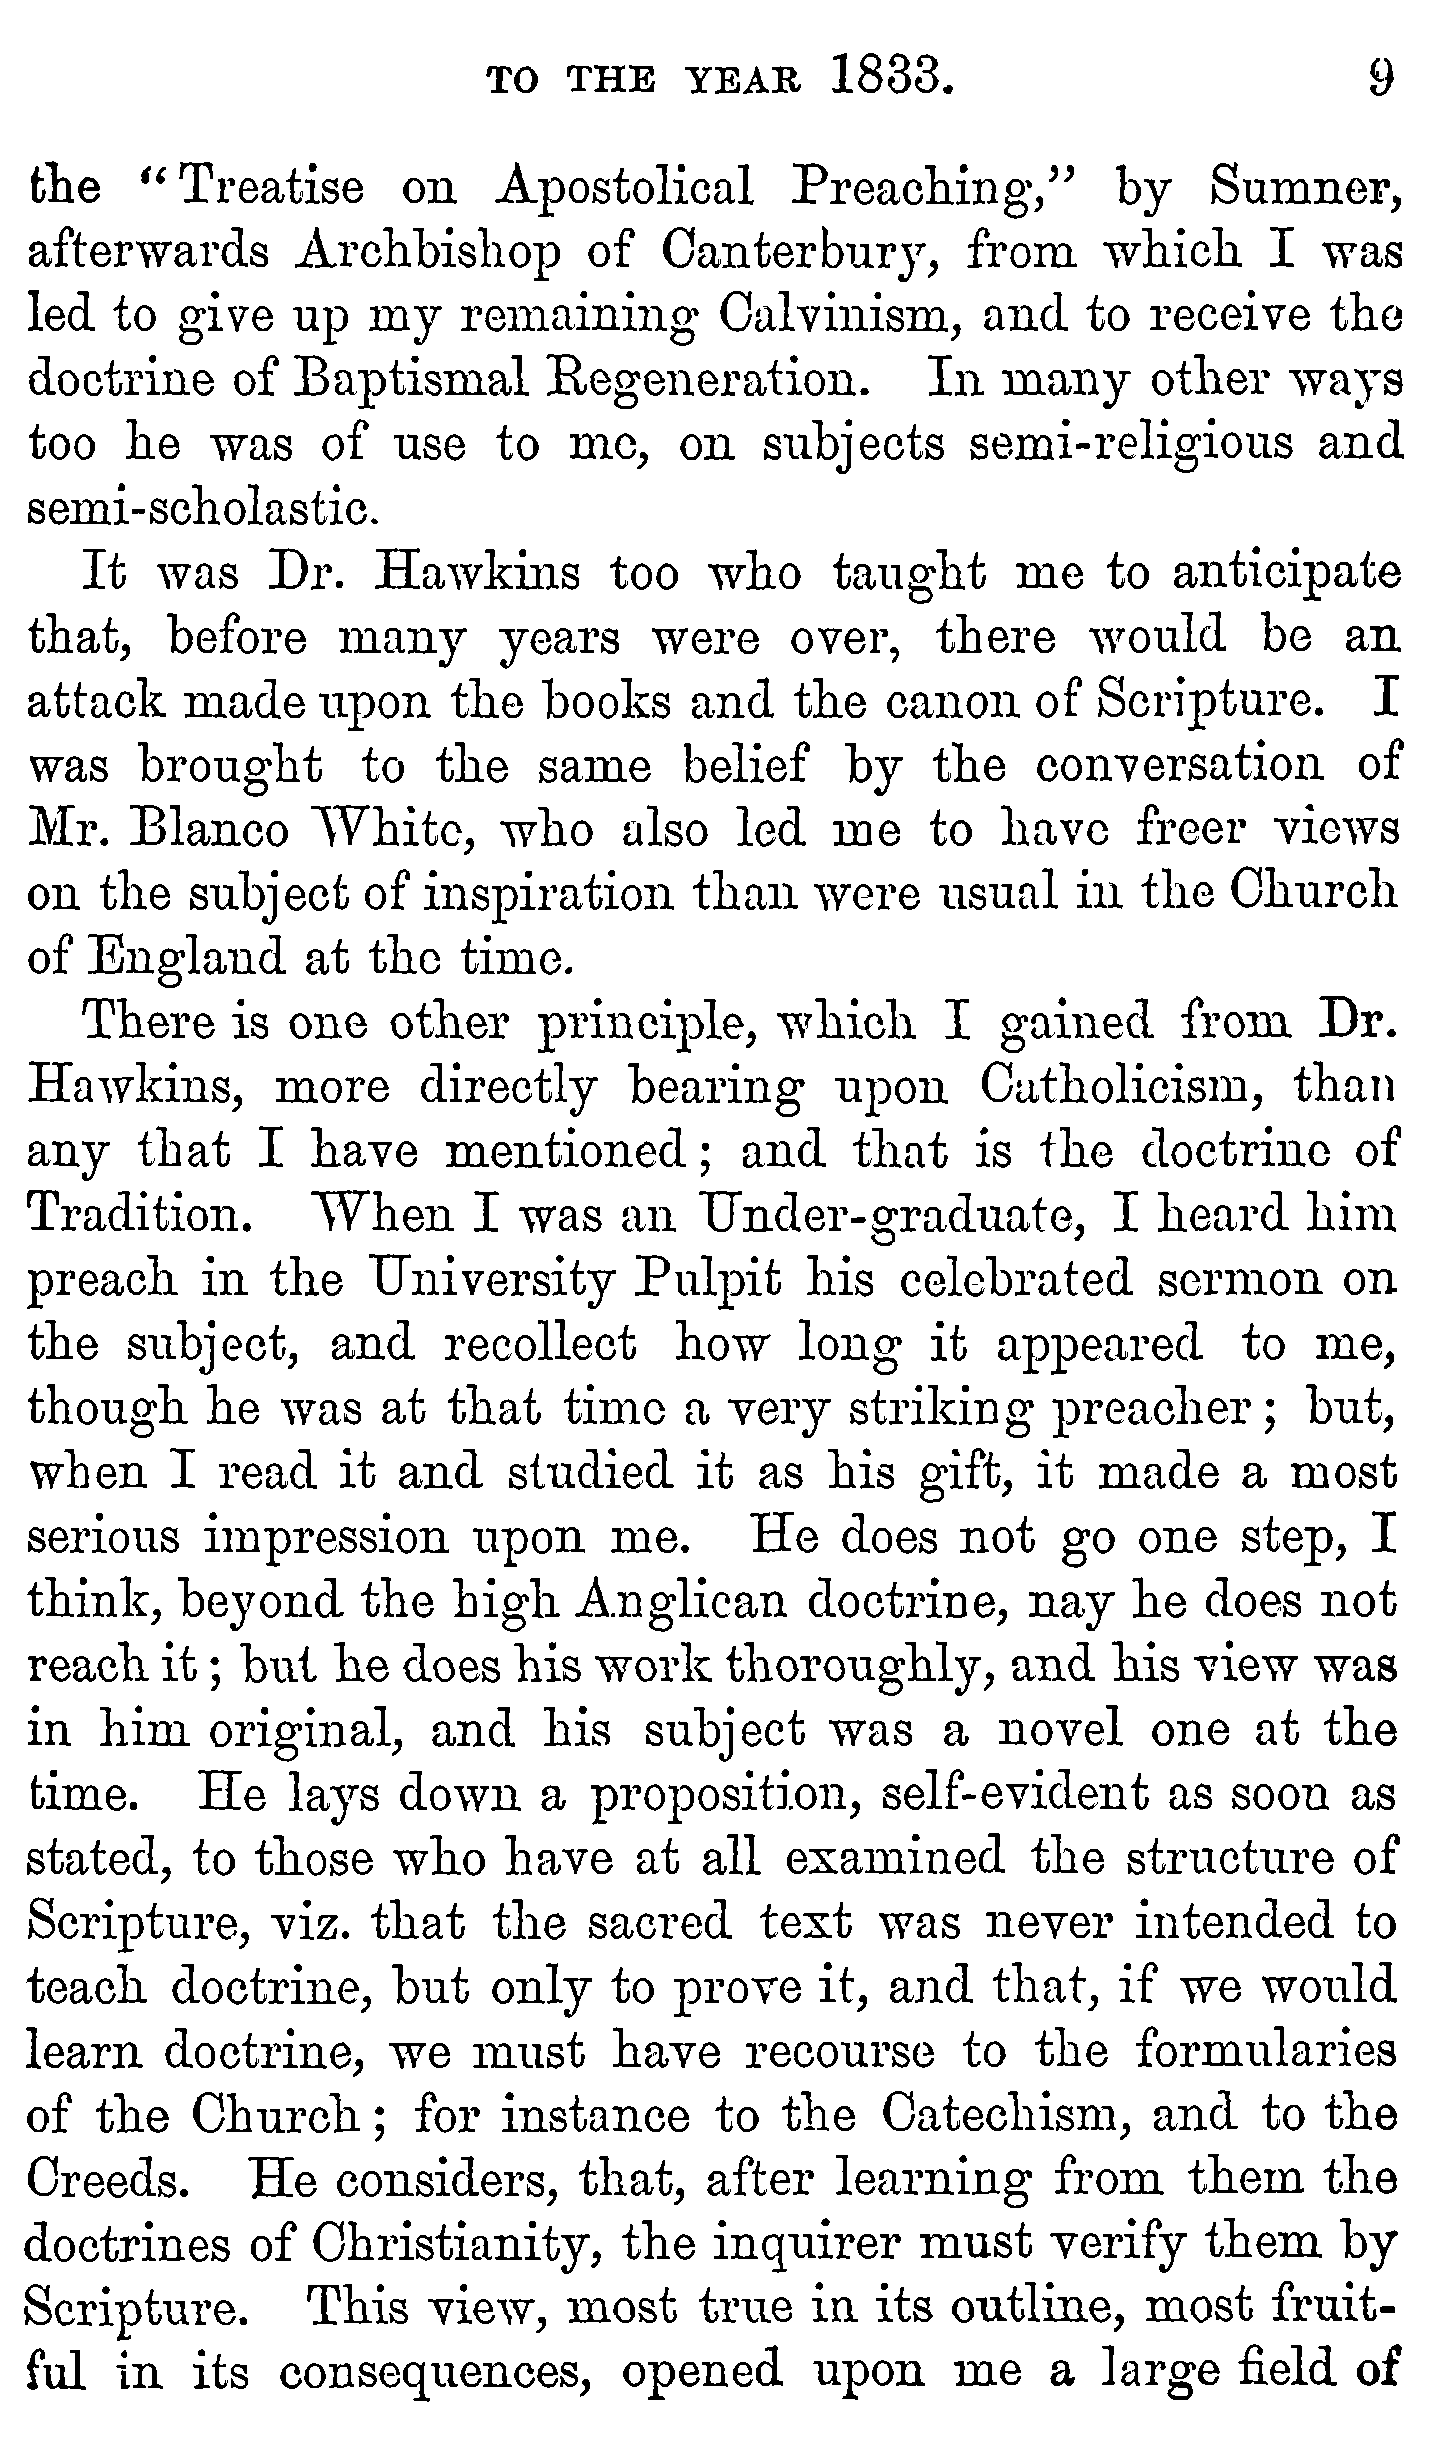 TO THE YEAR 1833. 9
the “Treatise on Apostolical Preaching,” by Sumner,
afterwards Archbishop of Canterbury, from which I was
led to give up my remaining Calvinism, and to receive the
doctrine of Baptismal Regeneration. In many other ways
too he was of use to me, on subjects semi-religious and
semi-scholastic.
It was Dr. Hawkins too who taught me to anticipate
that, before many years were over, there would be an
attack made upon the books and the canon of Scripture. I
was brought to the same belief by the conversation of
Mr. Blanco White, who also led me to have freer views
on the subject of inspiration than were usual in the Church
of England at the time.
There is one other principle, which I gained from Dr.
Hawkins, more directly bearing upon Catholicism, than
any that I have mentioned; and that is the doctrine of
Tradition. When I was an Under-graduate, I heard him
preach in the University Pulpit his celebrated sermon on
the subject, and recollect how long it appeared to me,
though he was at that time a very striking preacher; but,
when I read it and studied it as his gift, it made a most
serious impression upon me. He does not go one step, I
think, beyond the high Anglican doctrine, nay he does not
reach it; but he does his work thoroughly, and his view was
in him original, and his subject was a novel one at the
time. He lays down a proposition, self-evident as soon as
stated, to those who have at all examined the structure of
Scripture, viz. that the sacred text was never intended to
teach doctrine, but only to prove it, and that, if we would
learn doctrine, we must have recourse to the formularies
of the Church; for instance to the Catechism, and to the
Creeds. He considers, that, after learning from them the
doctrines of Christianity, the inquirer must verify them by
Scripture. This view, most true in its outline, most fruit-
ful in its consequences, opened upon me a large field of